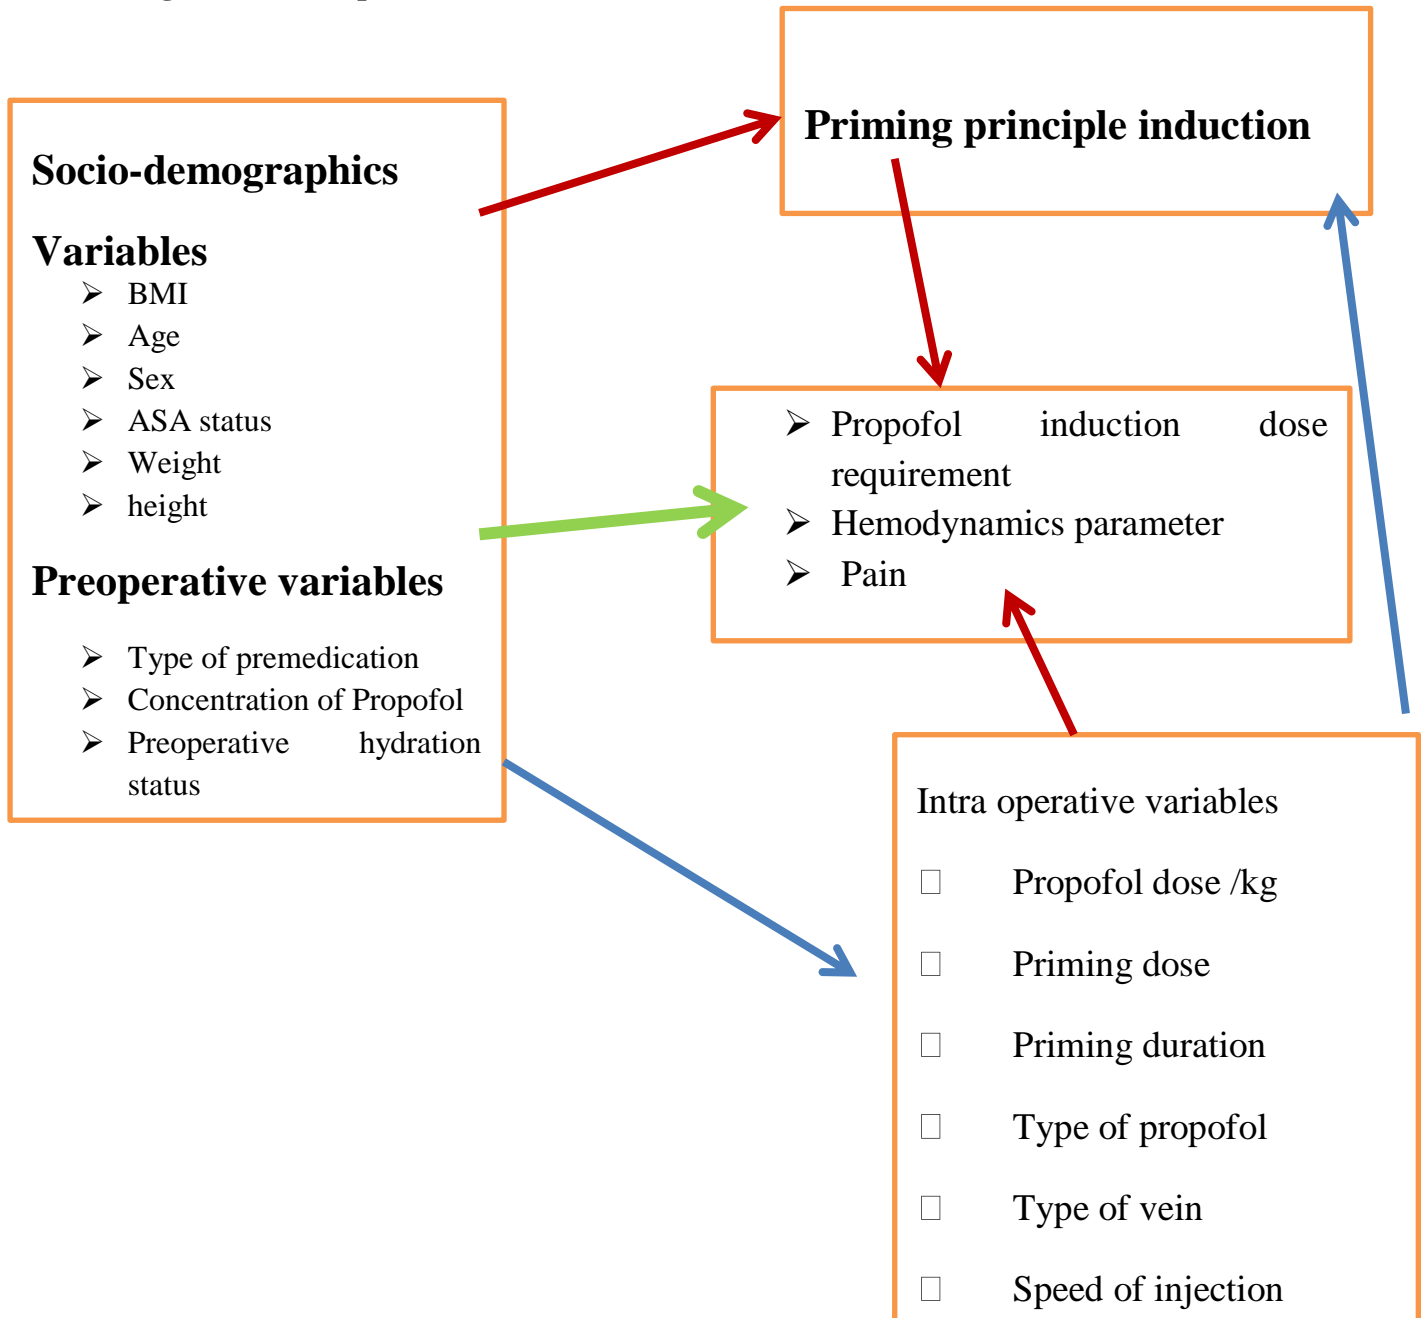 Priming principle induction
Socio-demographics
Variables
➢ BMI
➢ Age
➢ Sex
➢ ASA status
➢ Weight
➢ height
Preoperative variables
➢ Type of premedication
➢ Concentration of Propofol
➢ Preoperative hydration
status
➢ Propofol induction dose
requirement
➢ Hemodynamics parameter
➢ Pain
Intra operative variables
□ Propofol dose /kg
□ Priming dose
□ Priming duration
□ Type of propofol
□ Type of vein
□ Speed of injection